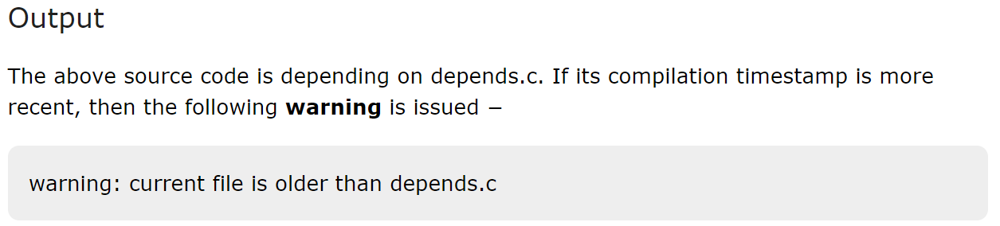 Output
The above source code is depending on depends.c. If its compilation timestamp is more
recent, then the following warning is issued −
warning: current file is older than depends.c